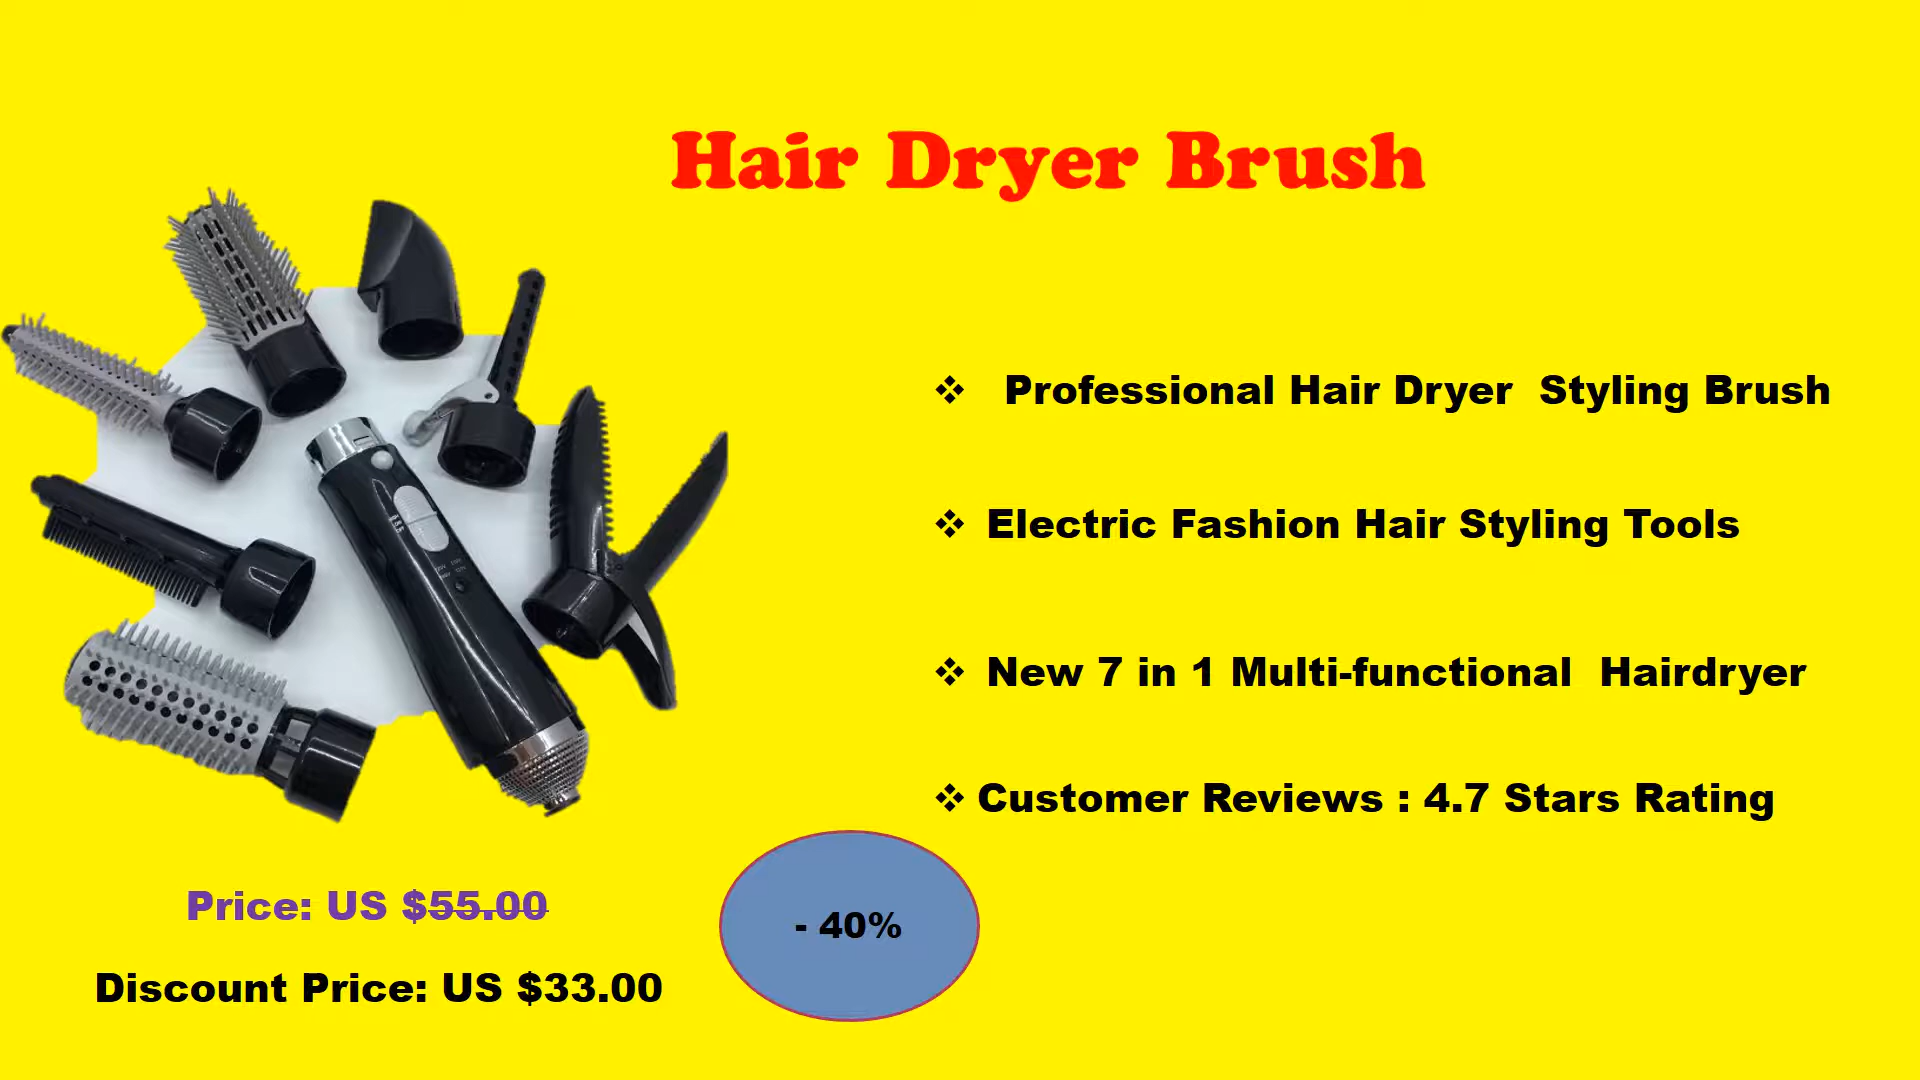 Hair Dryer Brush
❖ Professional Hair Dryer Styling Brush
❖ Electric Fashion Hair Styling Tools
❖ New 7 in 1 Multi-functional Hairdryer
❖ Customer Reviews : 4.7 Stars Rating
Price: US $55.00
- 40%
Discount Price: US $33.00